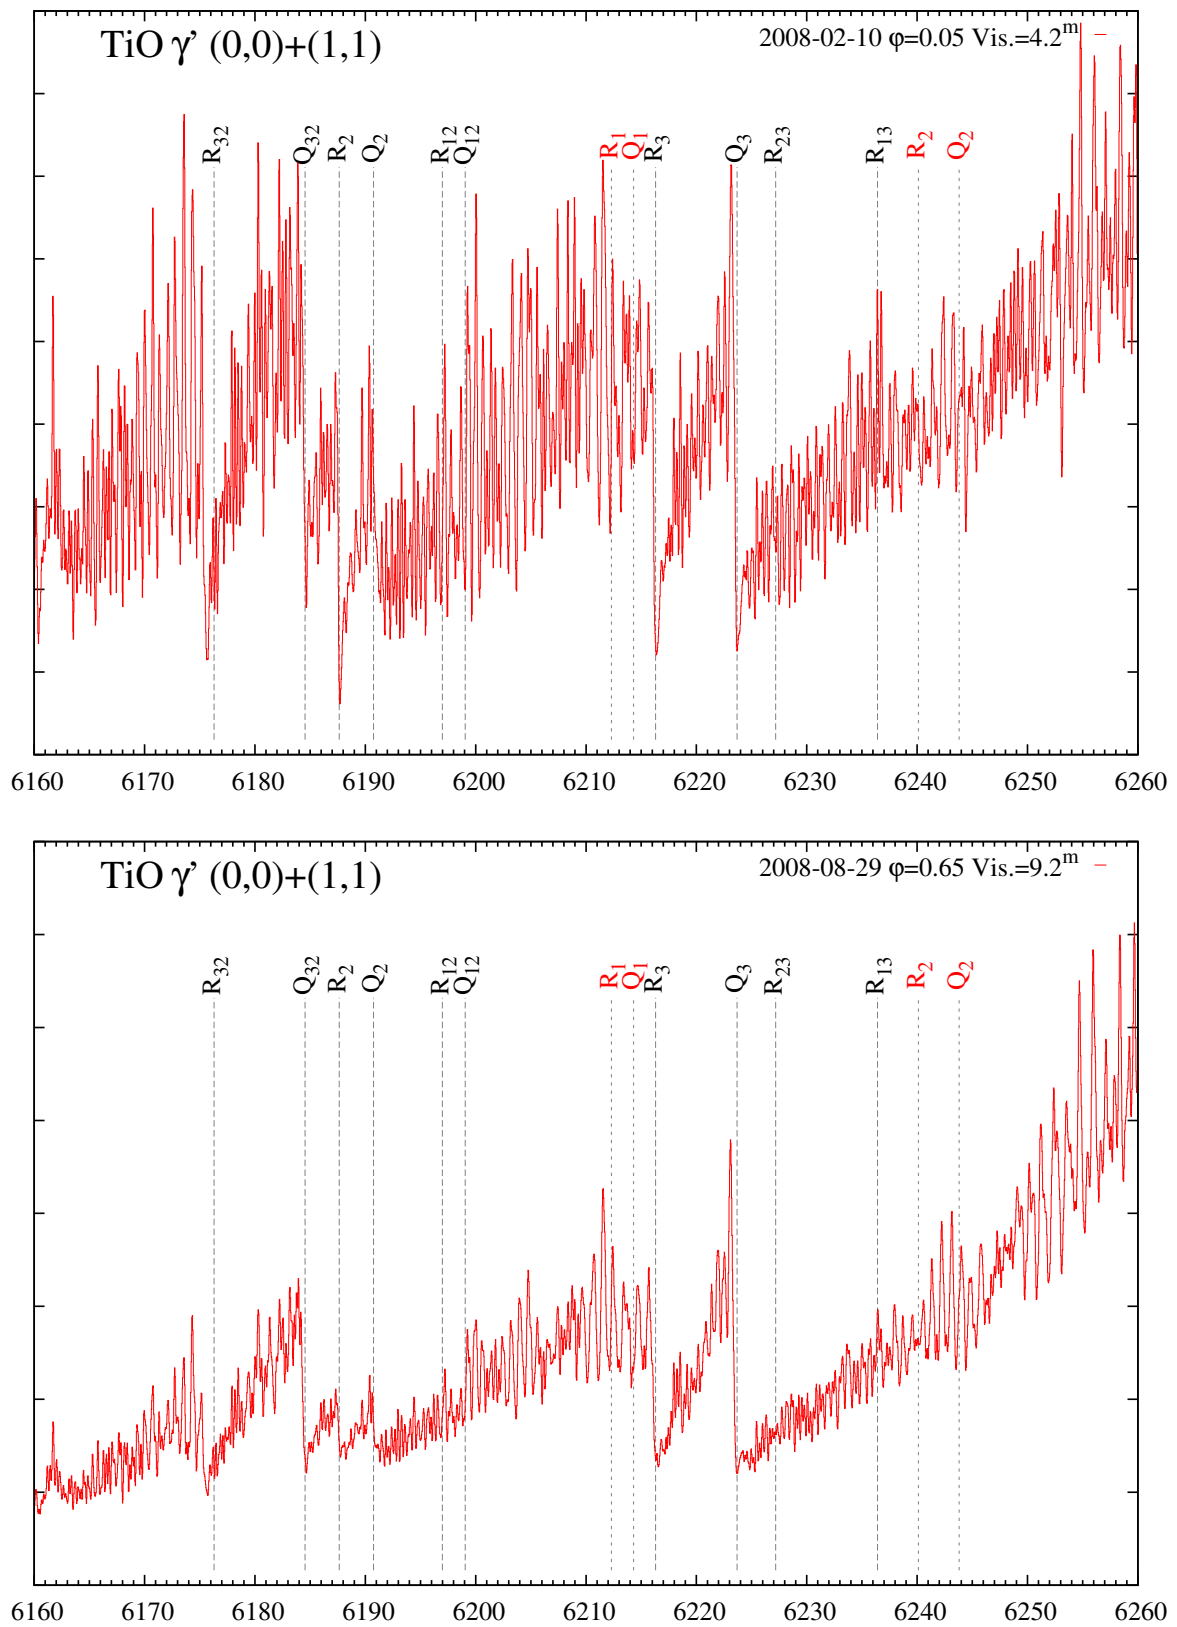 TiO γ’ (0,0)+(1,1)
2008-02-10 φ=0.05 Vis.=4.2m
R32 Q32 R2 Q2 R12 Q12 R1 Q1 R3 Q3 R23 R13 R2 Q2
6160 6170 6180 6190 6200 6210 6220 6230 6240 6250 6260
TiO γ’ (0,0)+(1,1)
2008-08-29 φ=0.65 Vis.=9.2m
R32 Q32 R2 Q2 R12 Q12 R1 Q1 R3 Q3 R23 R13 R2 Q2
6160 6170 6180 6190 6200 6210 6220 6230 6240 6250 6260